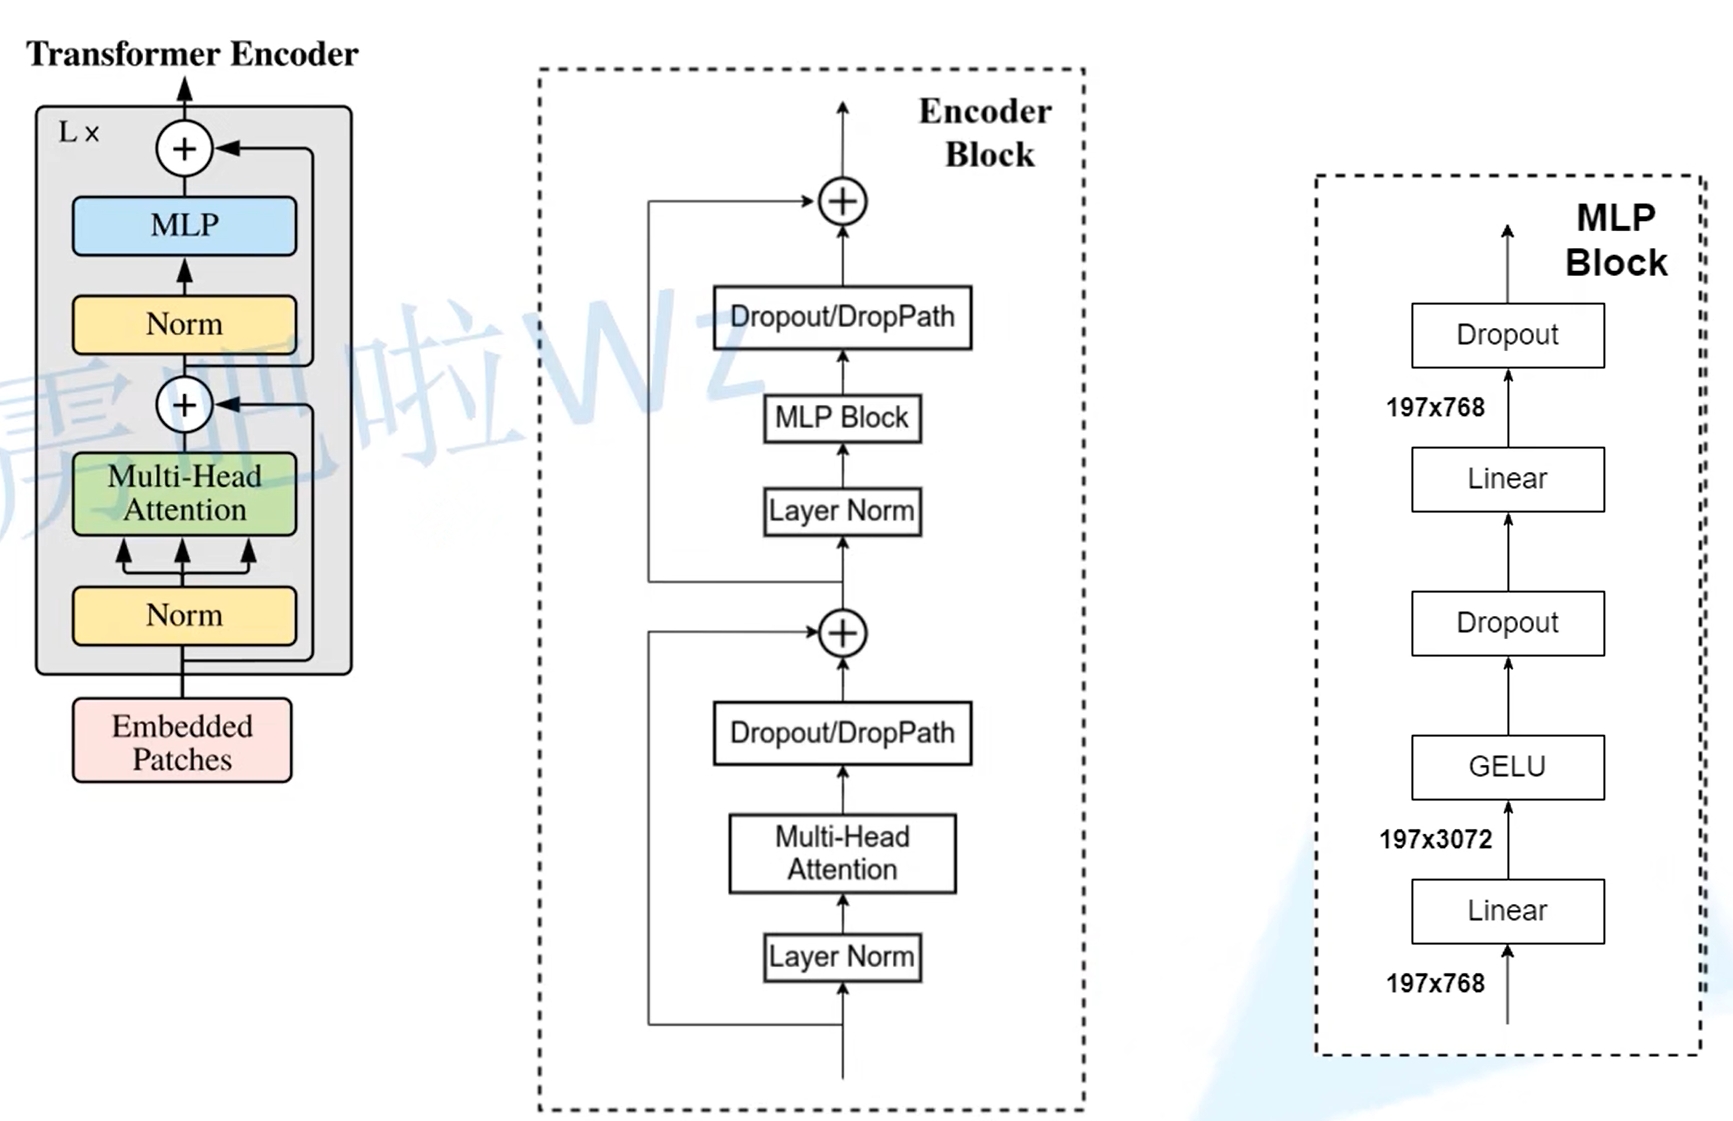 Transformer Encoder
L ×
MLP
Norm
Multi-Head
Attention
Norm
Embedded
Patches
Encoder
Block
Dropout/DropPath
MLP Block
Layer Norm
Dropout/DropPath
Multi-Head
Attention
Layer Norm
MLP
Block
Dropout
197x768
Linear
Dropout
GELU
197x3072
Linear
197x768
吧啦Wz